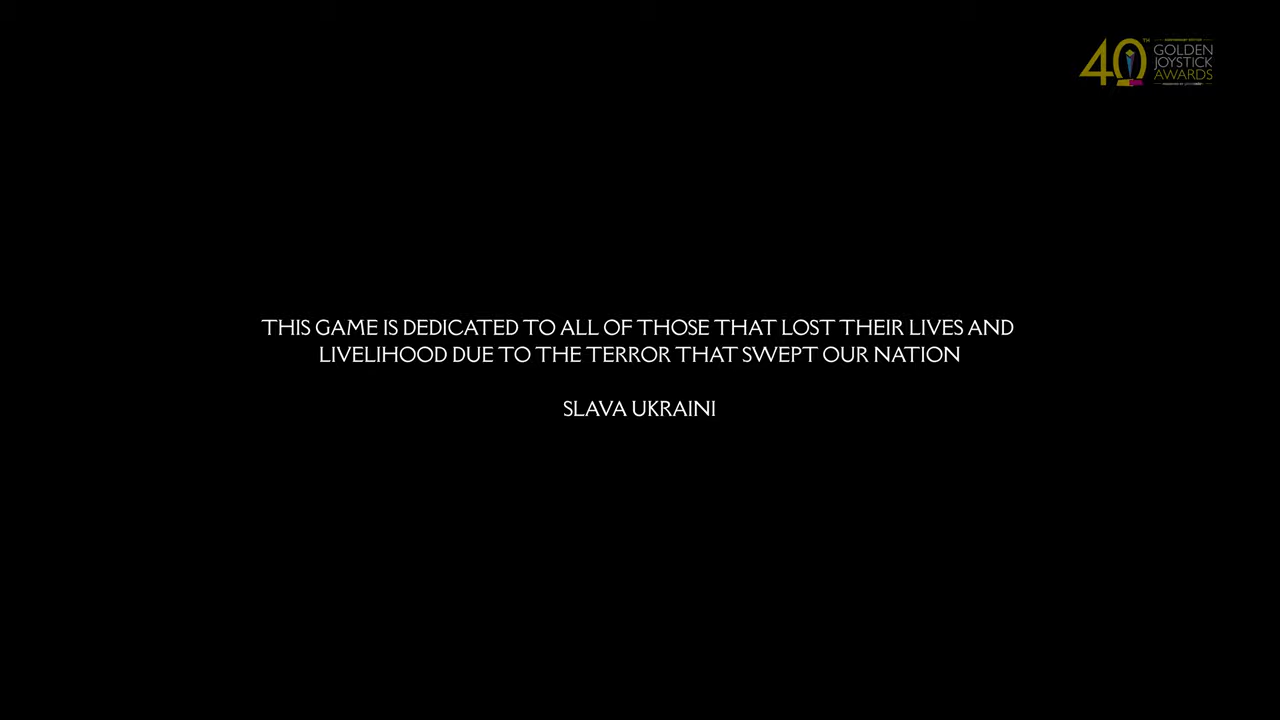 40TH
GOLDEN
JOYSTICK
AWARDS
THIS GAME IS DEDICATED TO ALL OF THOSE THAT LOST THEIR LIVES AND
LIVELIHOOD DUE TO THE TERROR THAT SWEPT OUR NATION
SLAVA UKRAINI